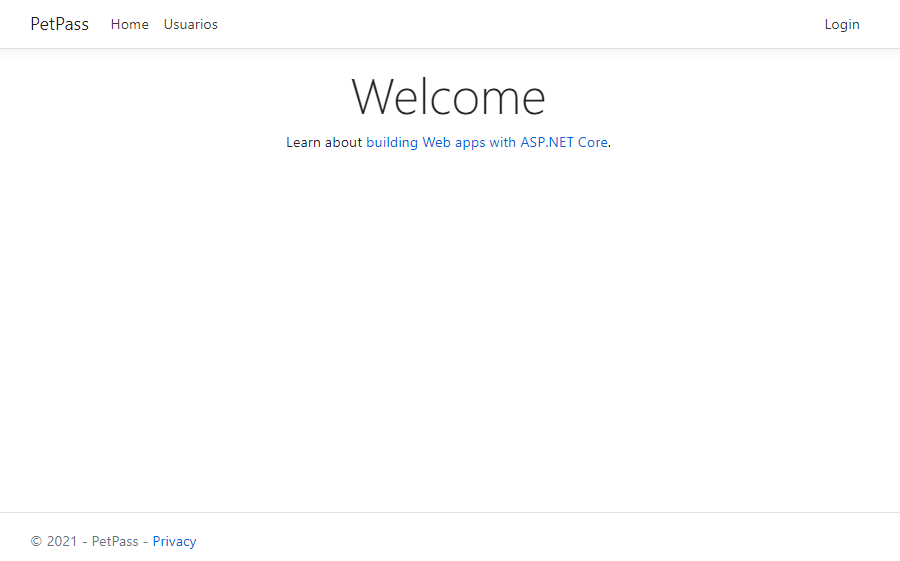 PetPass Home Usuarios Login
Welcome
Learn about building Web apps with ASP.NET Core.
© 2021 - PetPass - Privacy